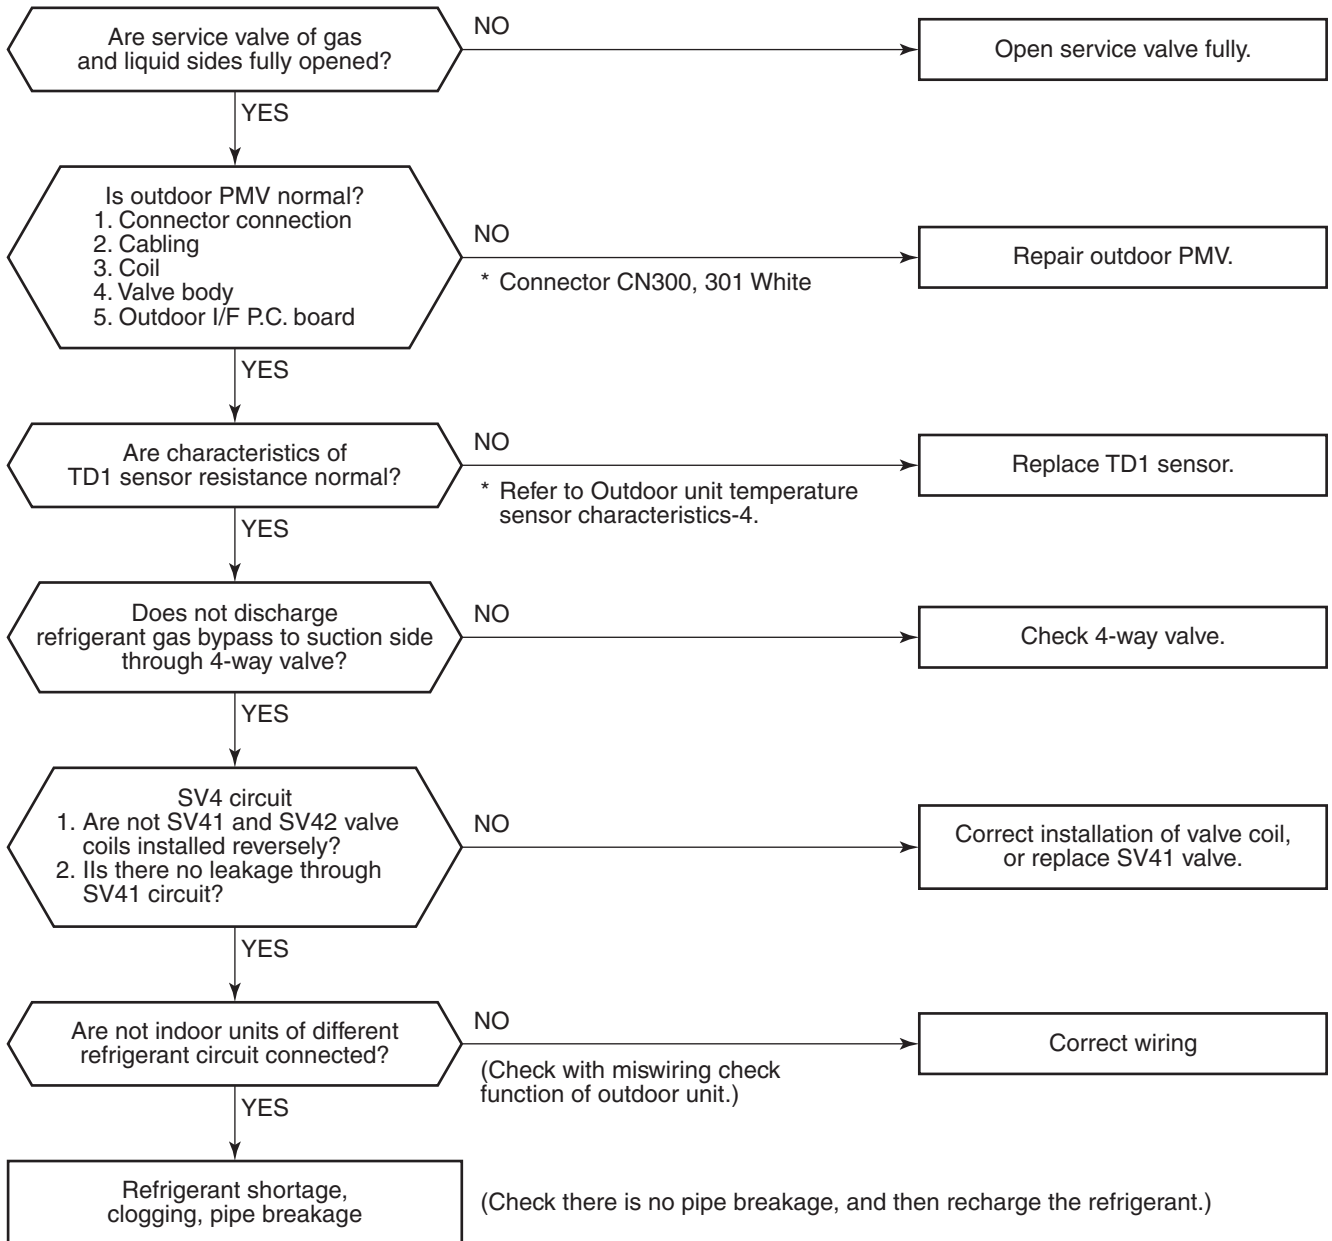 Are service valve of gas
and liquid sides fully opened?
NO
Open service valve fully.
YES
Is outdoor PMV normal?
1. Connector connection
2. Cabling
3. Coil
4. Valve body
5. Outdoor I/F P.C. board
NO
* Connector CN300, 301 White
Repair outdoor PMV.
YES
Are characteristics of
TD1 sensor resistance normal?
NO
* Refer to Outdoor unit temperature
sensor characteristics-4.
Replace TD1 sensor.
YES
Does not discharge
refrigerant gas bypass to suction side
through 4-way valve?
NO
Check 4-way valve.
YES
SV4 circuit
1. Are not SV41 and SV42 valve
coils installed reversely?
2. IIs there no leakage through
SV41 circuit?
NO
Correct installation of valve coil,
or replace SV41 valve.
YES
Are not indoor units of different
refrigerant circuit connected?
NO
(Check with miswiring check
function of outdoor unit.)
Correct wiring
YES
Refrigerant shortage,
clogging, pipe breakage
(Check there is no pipe breakage, and then recharge the refrigerant.)